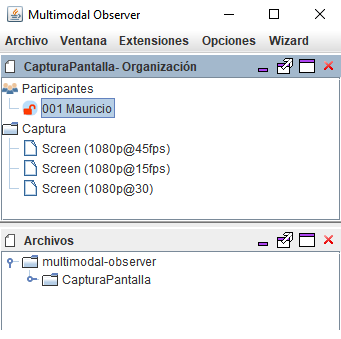 Multimodal Observer
Archivo Ventana Extensiones Opciones Wizard
CapturaPantalla- Organización
Participantes
001 Mauricio
Captura
Screen (1080p@45fps)
Screen (1080p@15fps)
Screen (1080p@30)
Archivos
multimodal-observer
CapturaPantalla